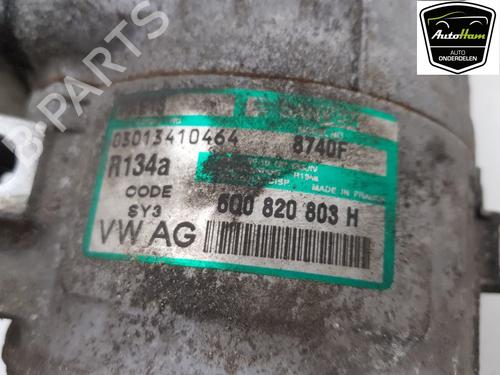 AutoHam
AUTO
ONDERDELEN
B-PARTS
03013410464
8740F
R134a
CODE
MADE IN FRANCE
SY3
6Q0 820 803 H
VW AG